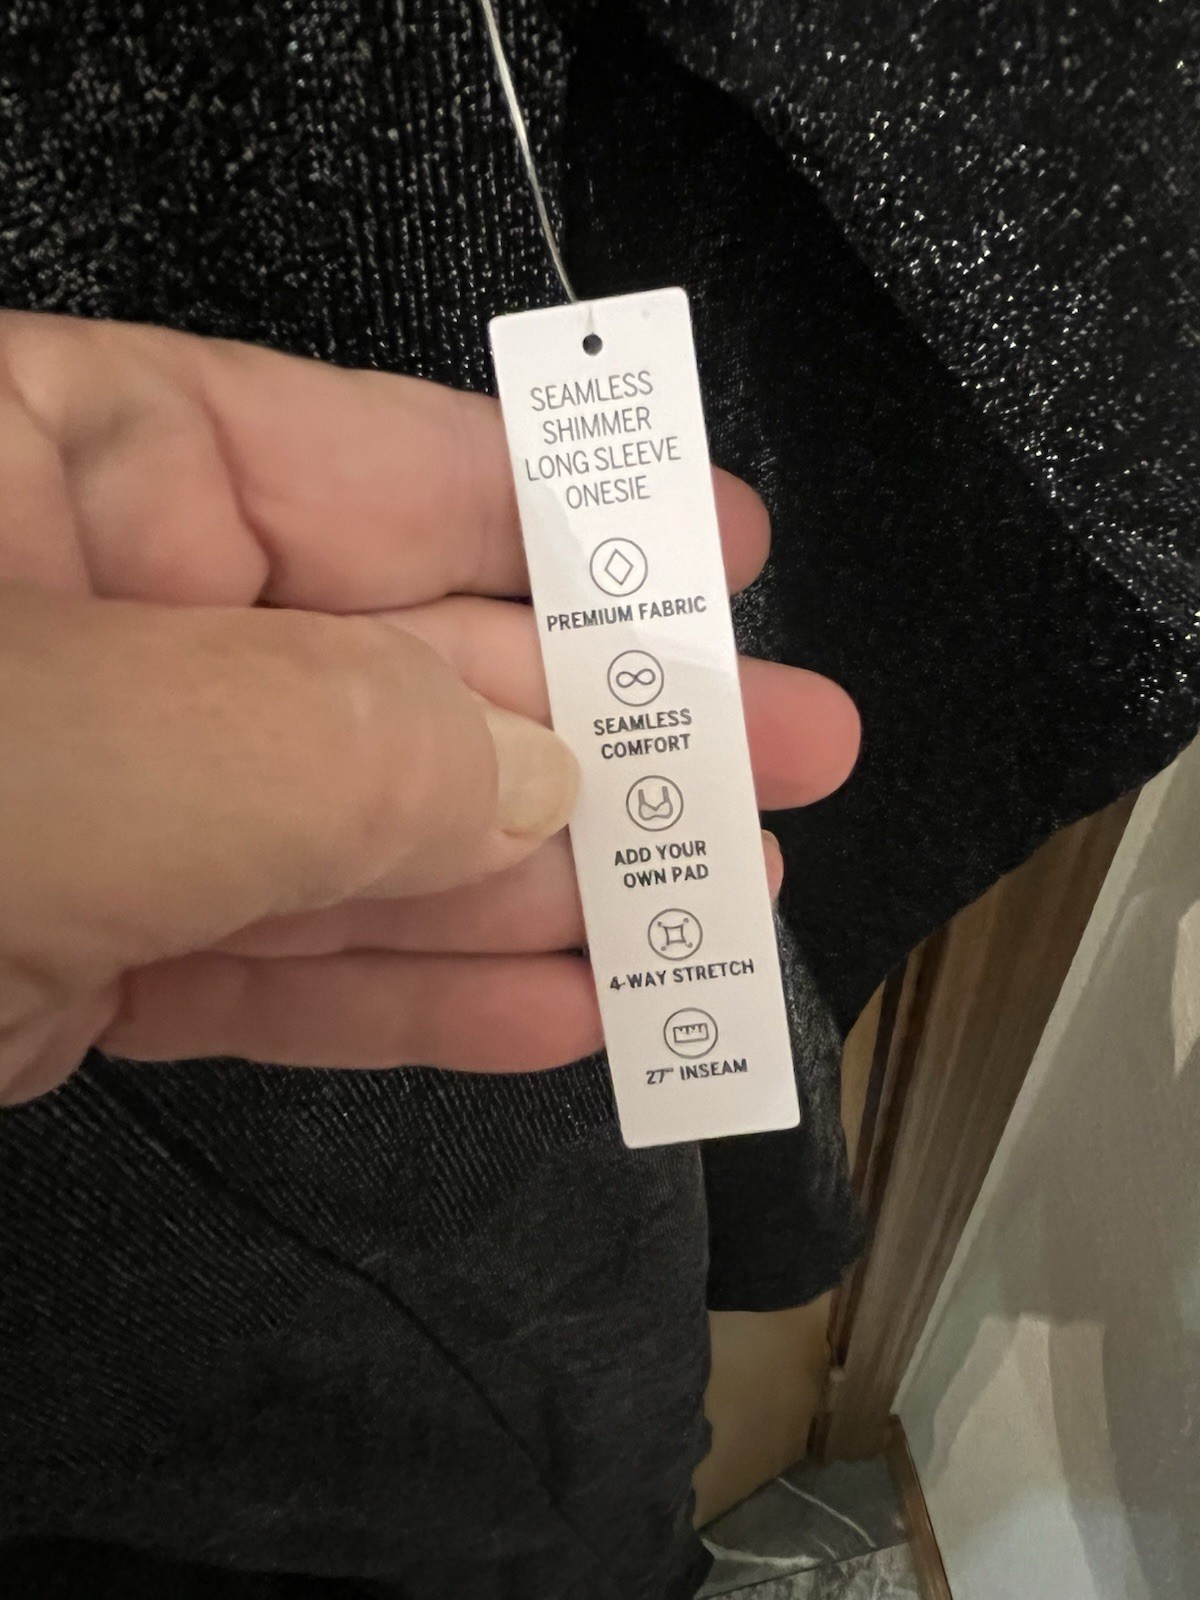 SEAMLESS
SHIMMER
LONG SLEEVE
ONESIE
PREMIUM FABRIC
SEAMLESS
COMFORT
ADD YOUR
OWN PAD
4-WAY STRETCH
27" INSEAM